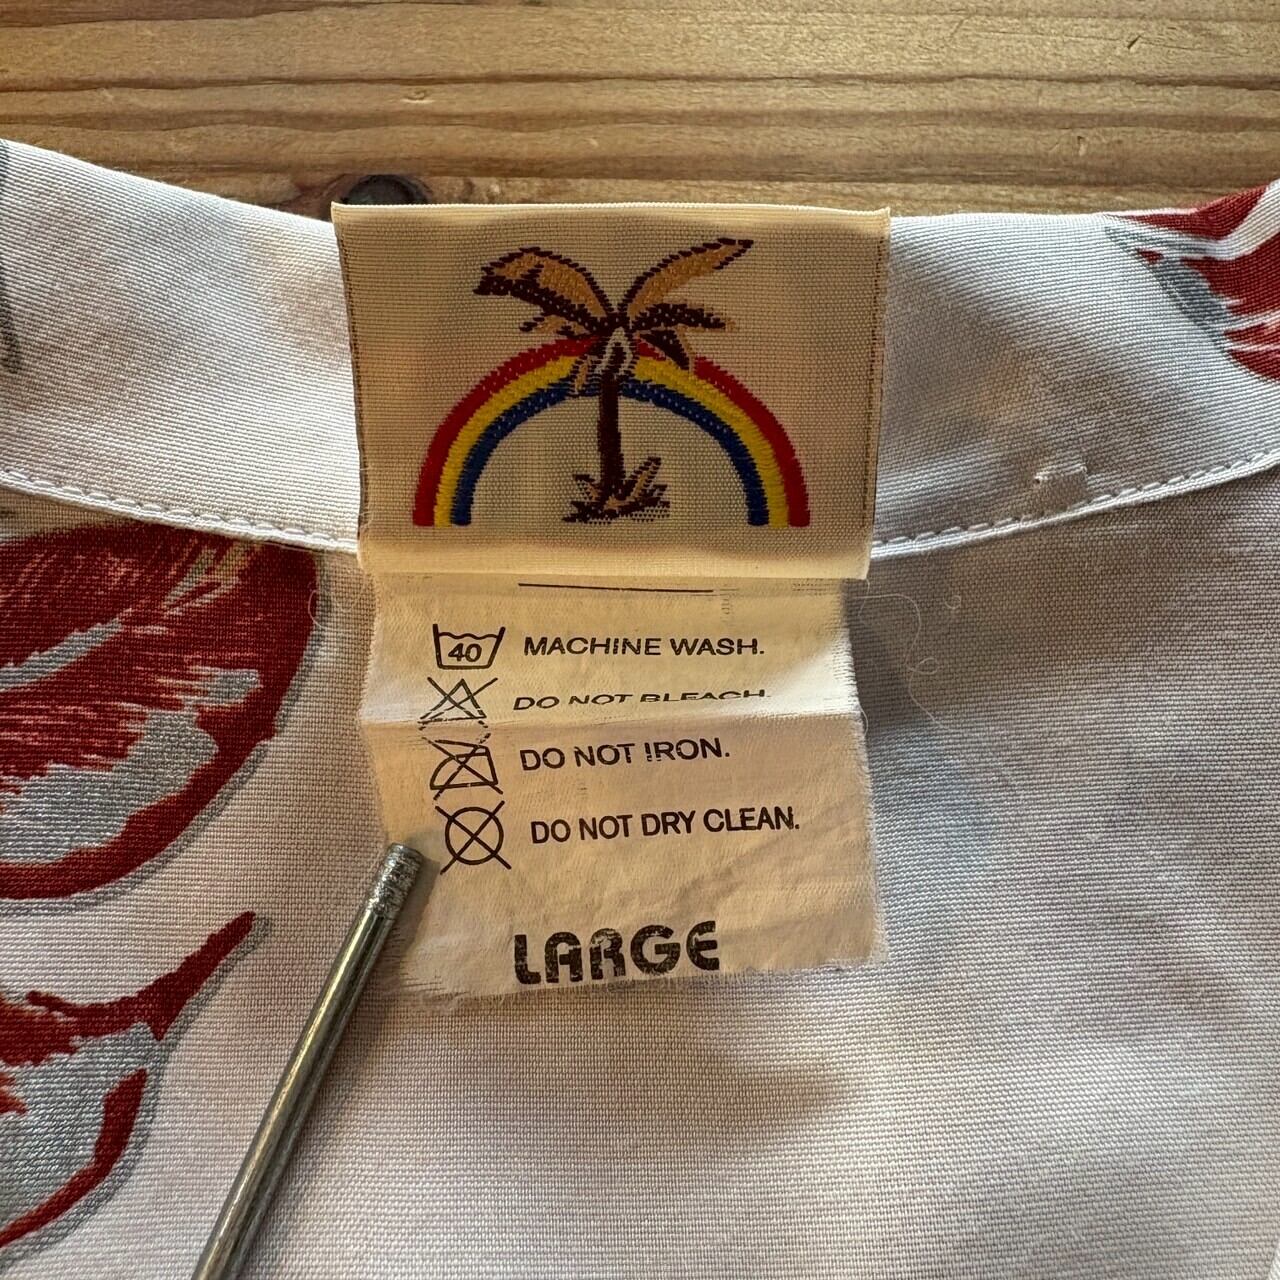 40 MACHINE WASH.
DO NOT BLEACH.
DO NOT IRON.
DO NOT DRY CLEAN.
LARGE